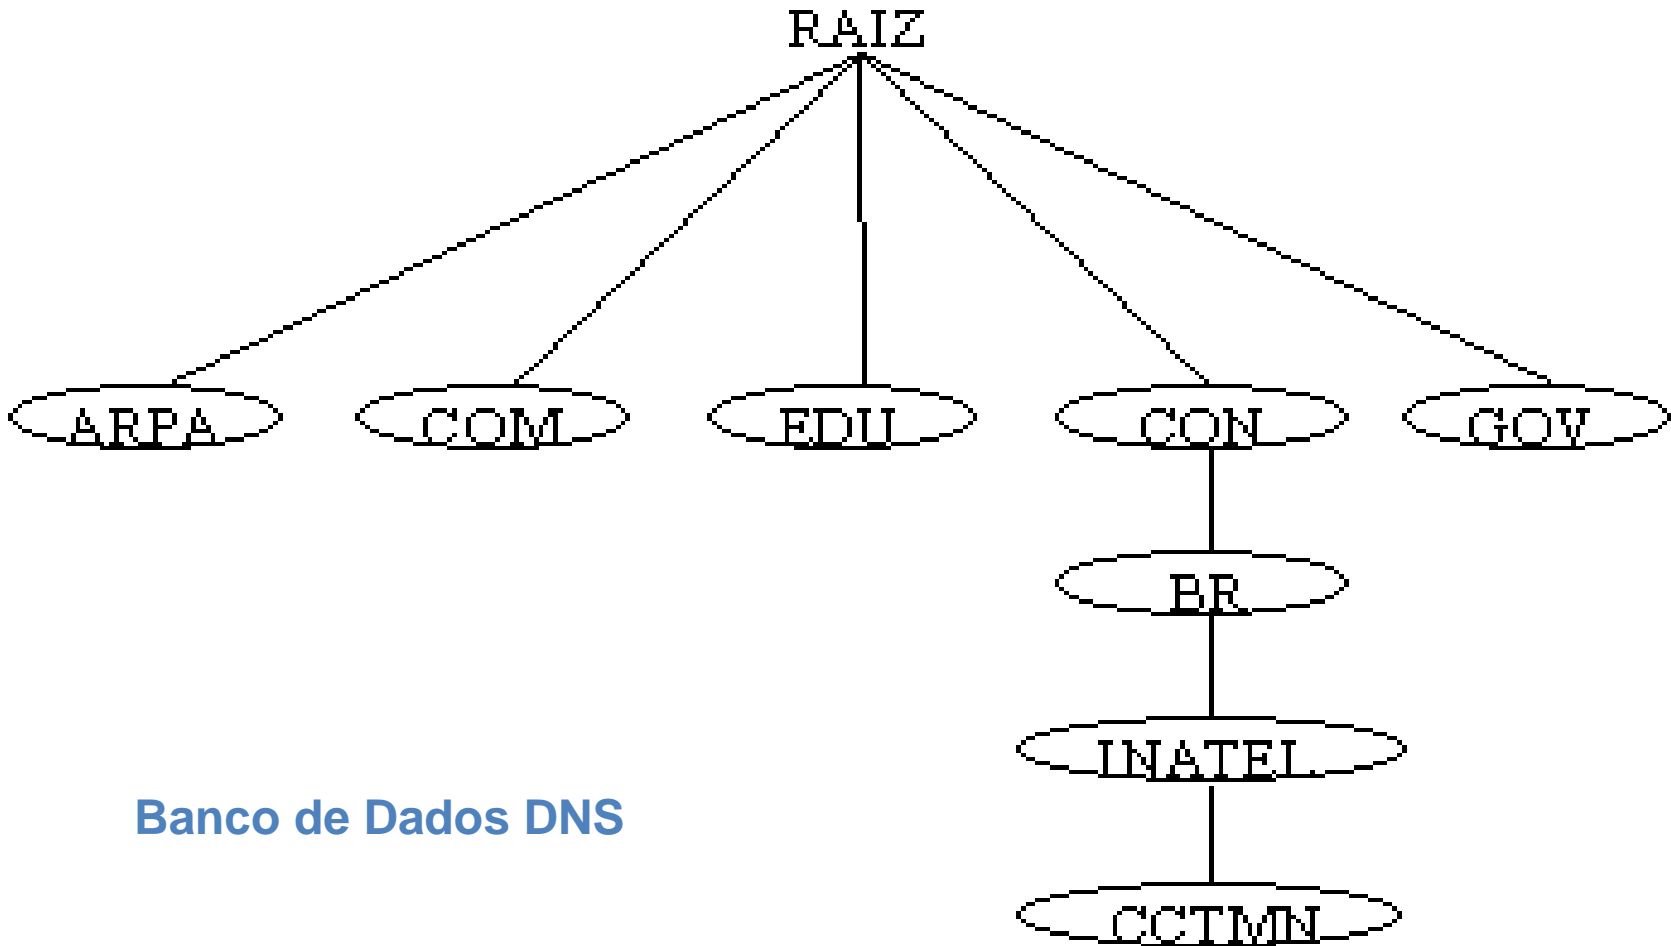 RAIZ
ARPA COM EDU CON GOV
BR
INATEL
Banco de Dados DNS
CCTMN